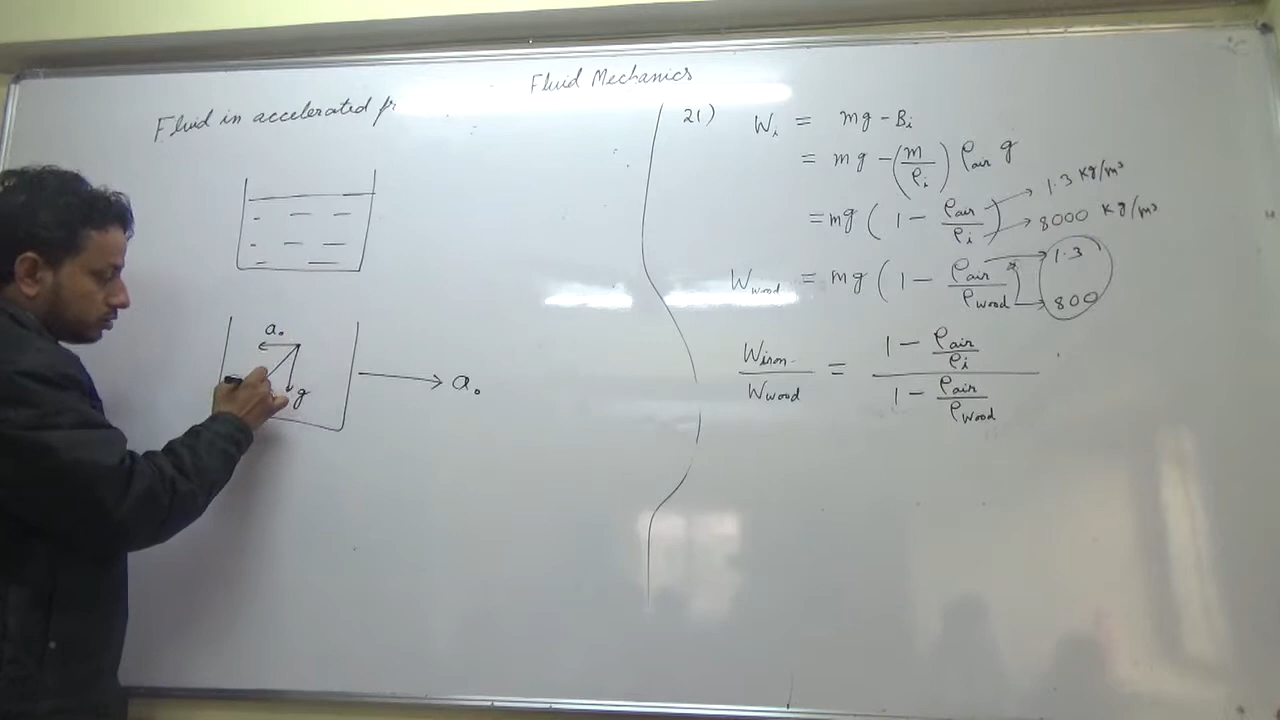 Fluid Mechanics
Fluid in accelerated fr
a₀
g
a₀
21) Wᵢ = mg - Bᵢ
= mg - (m/ρᵢ) ρair g
= mg (1 - ρair/ρᵢ) → 1.3 Kg/m³ → 8000 Kg/m³
Wwood = mg (1 - ρair/ρwood) → 1.3 → 800
Wiron/Wwood = (1 - ρair/ρᵢ)/(1 - ρair/ρwood)